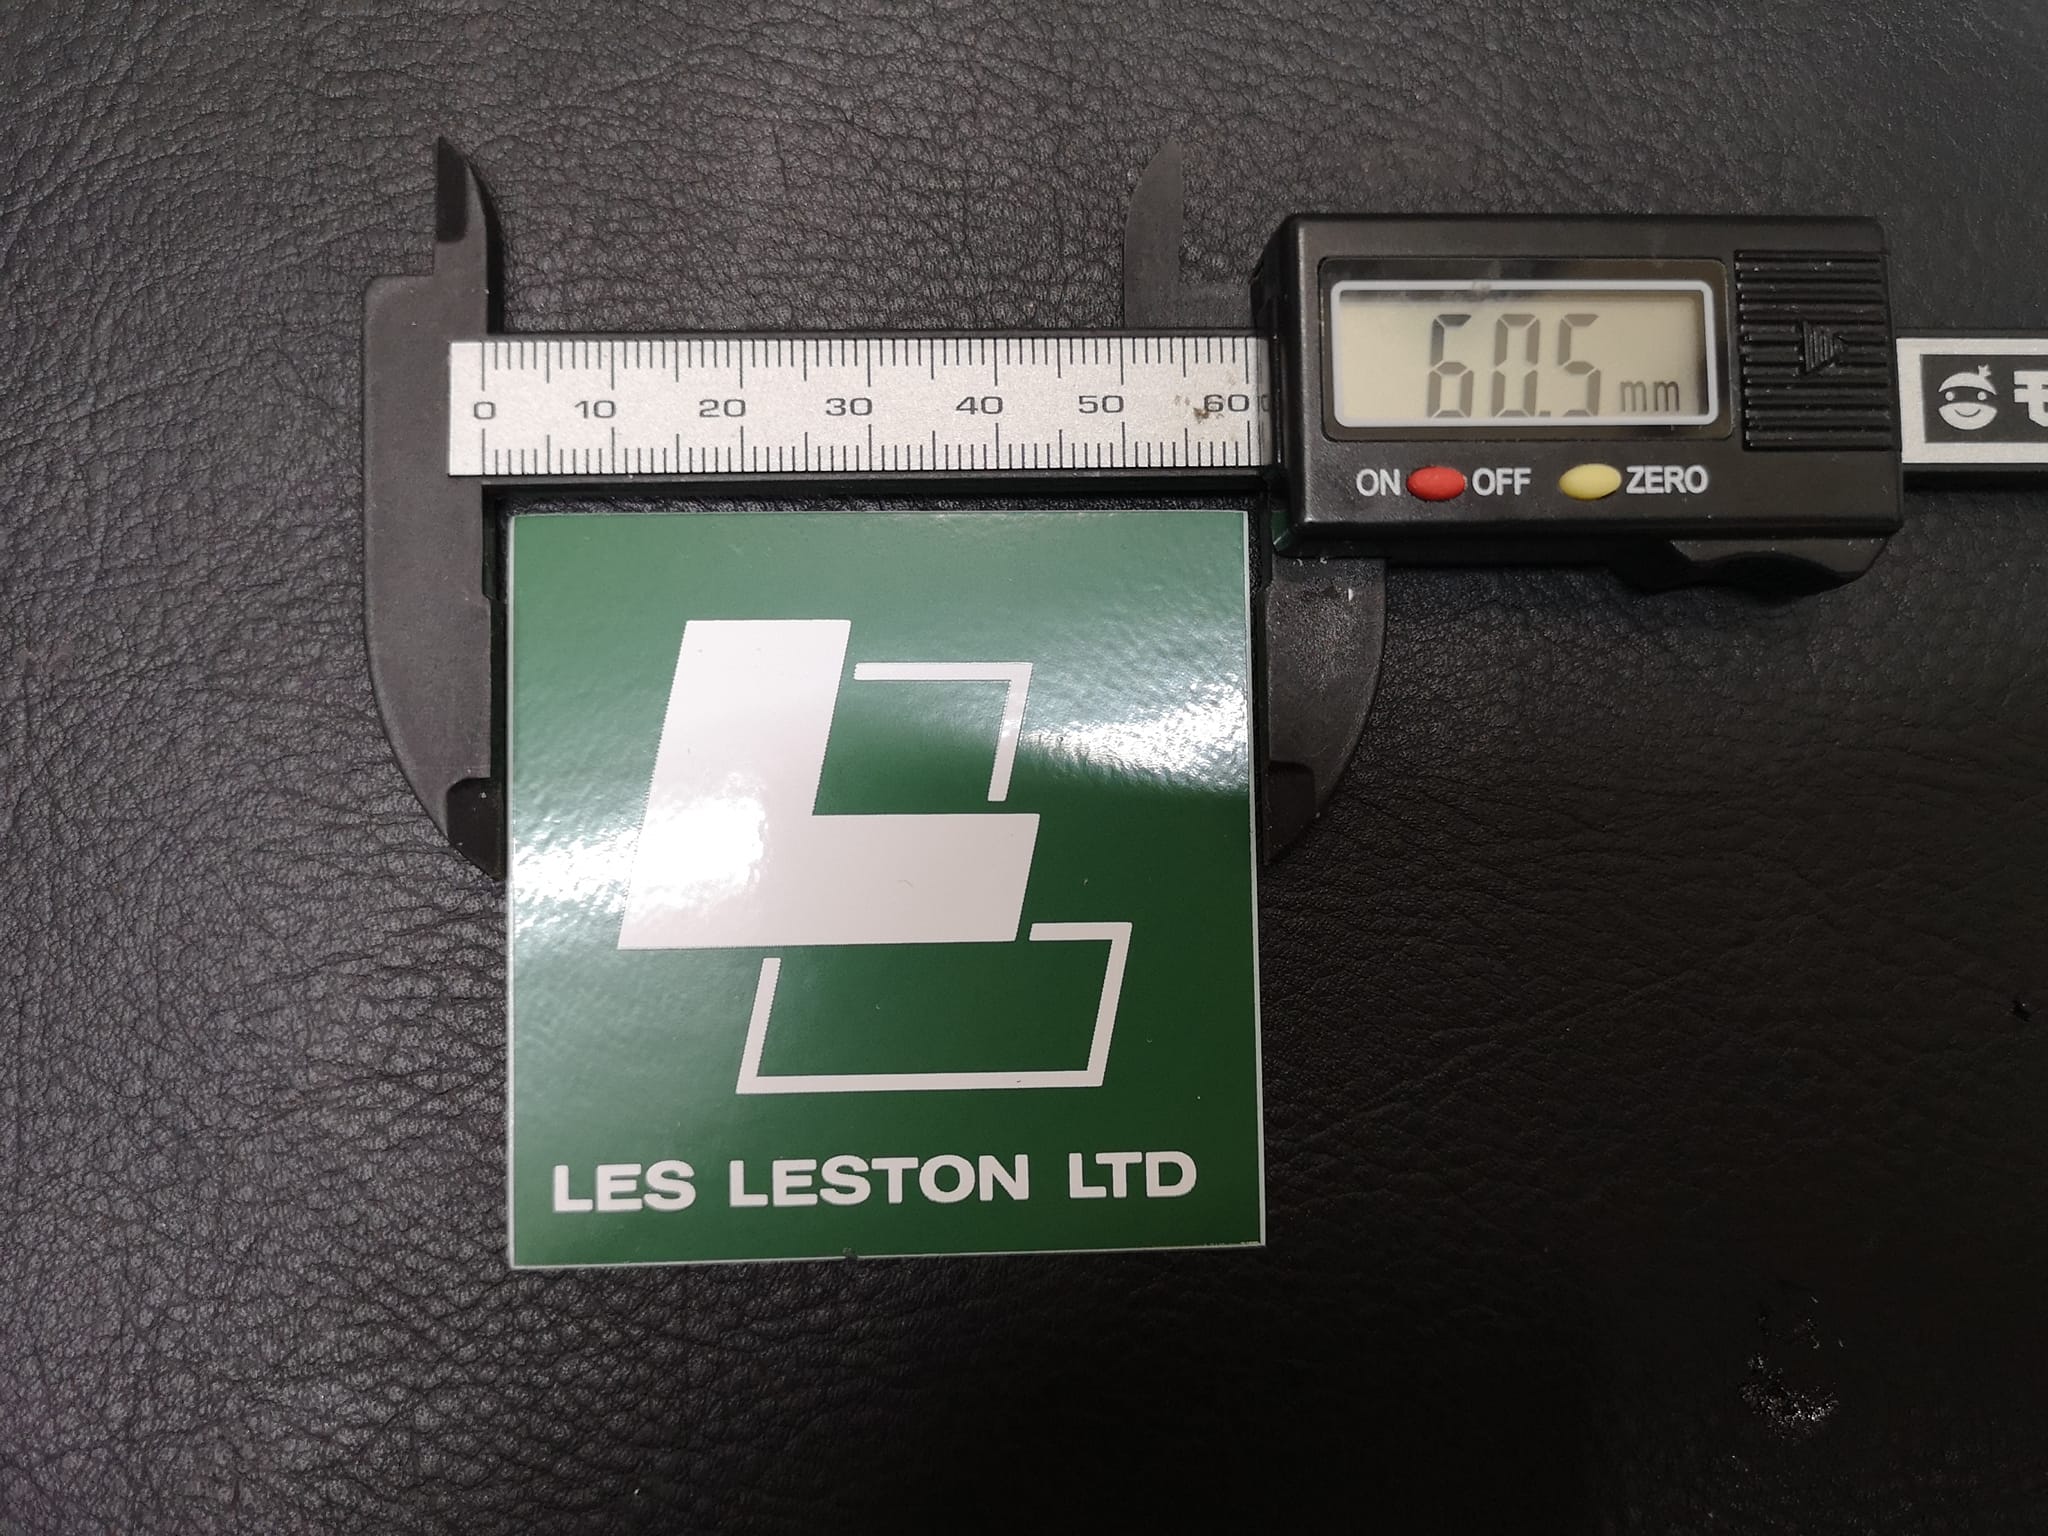 60.5 mm
0 10 20 30 40 50 60
ON OFF ZERO
LES LESTON LTD